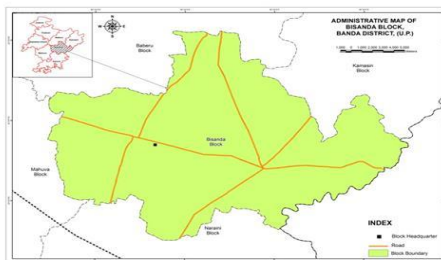 ADMINISTRATIVE MAP OF
BISANDA BLOCK,
BANDA DISTRICT, (U.P.)
Baberu
Block
Kamasin
Block
Bisanda
Block
Mahuva
Block
Naraini
Block
INDEX
Block Headquarter
Road
Block Boundary